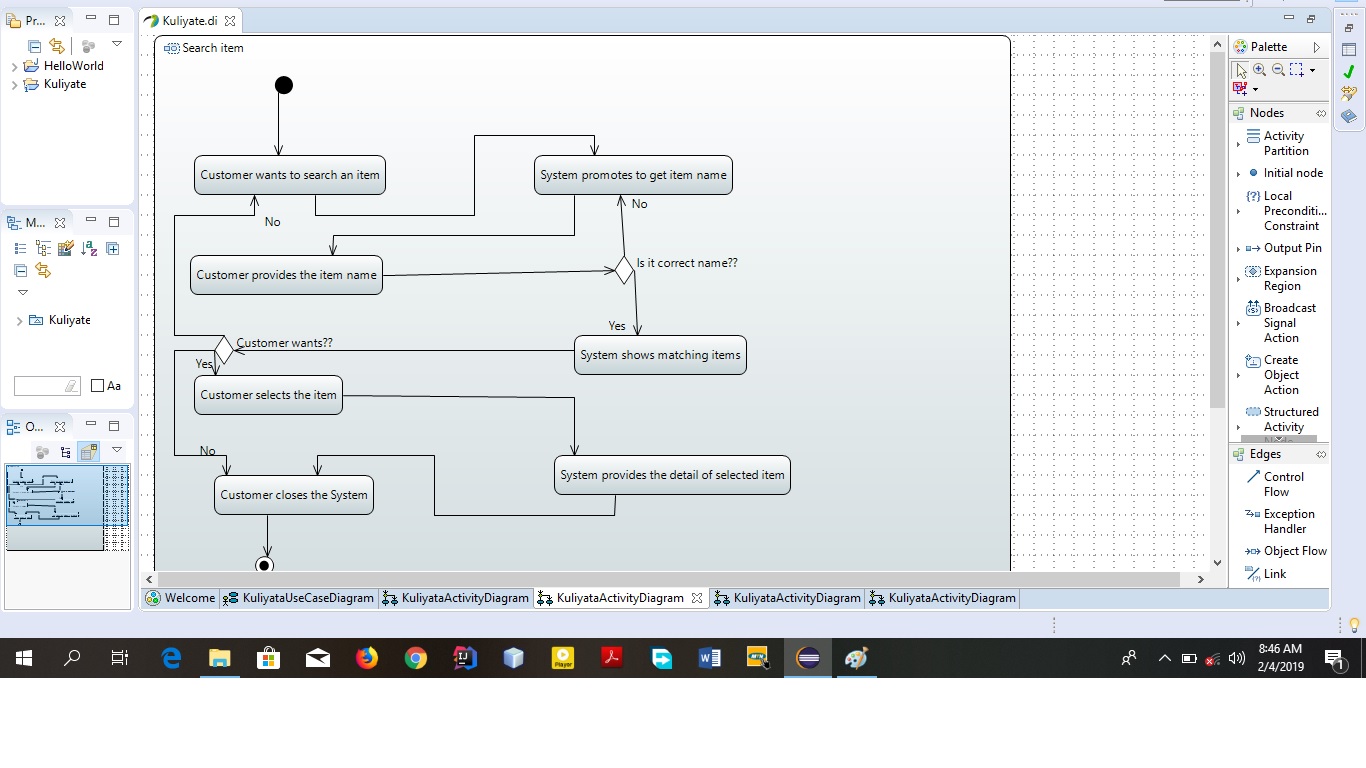 Pr...
Kuliyate.di
HelloWorld
Kuliyate
M...
Kuliyate
Aa
O...
Search item
Customer wants to search an item
System promotes to get item name
No
No
Customer provides the item name
Is it correct name??
Yes
Customer wants??
System shows matching items
Yes
Customer selects the item
No
System provides the detail of selected item
Customer closes the System
Palette
Nodes
Activity
Partition
Initial node
Local
Preconditi...
Constraint
Output Pin
Expansion
Region
Broadcast
Signal
Action
Create
Object
Action
Structured
Activity
Edges
Control
Flow
Exception
Handler
Object Flow
Link
Welcome
KuliyataUseCaseDiagram
KuliyataActivityDiagram
KuliyataActivityDiagram
KuliyataActivityDiagram
KuliyataActivityDiagram
Player
8:46 AM
2/4/2019
1